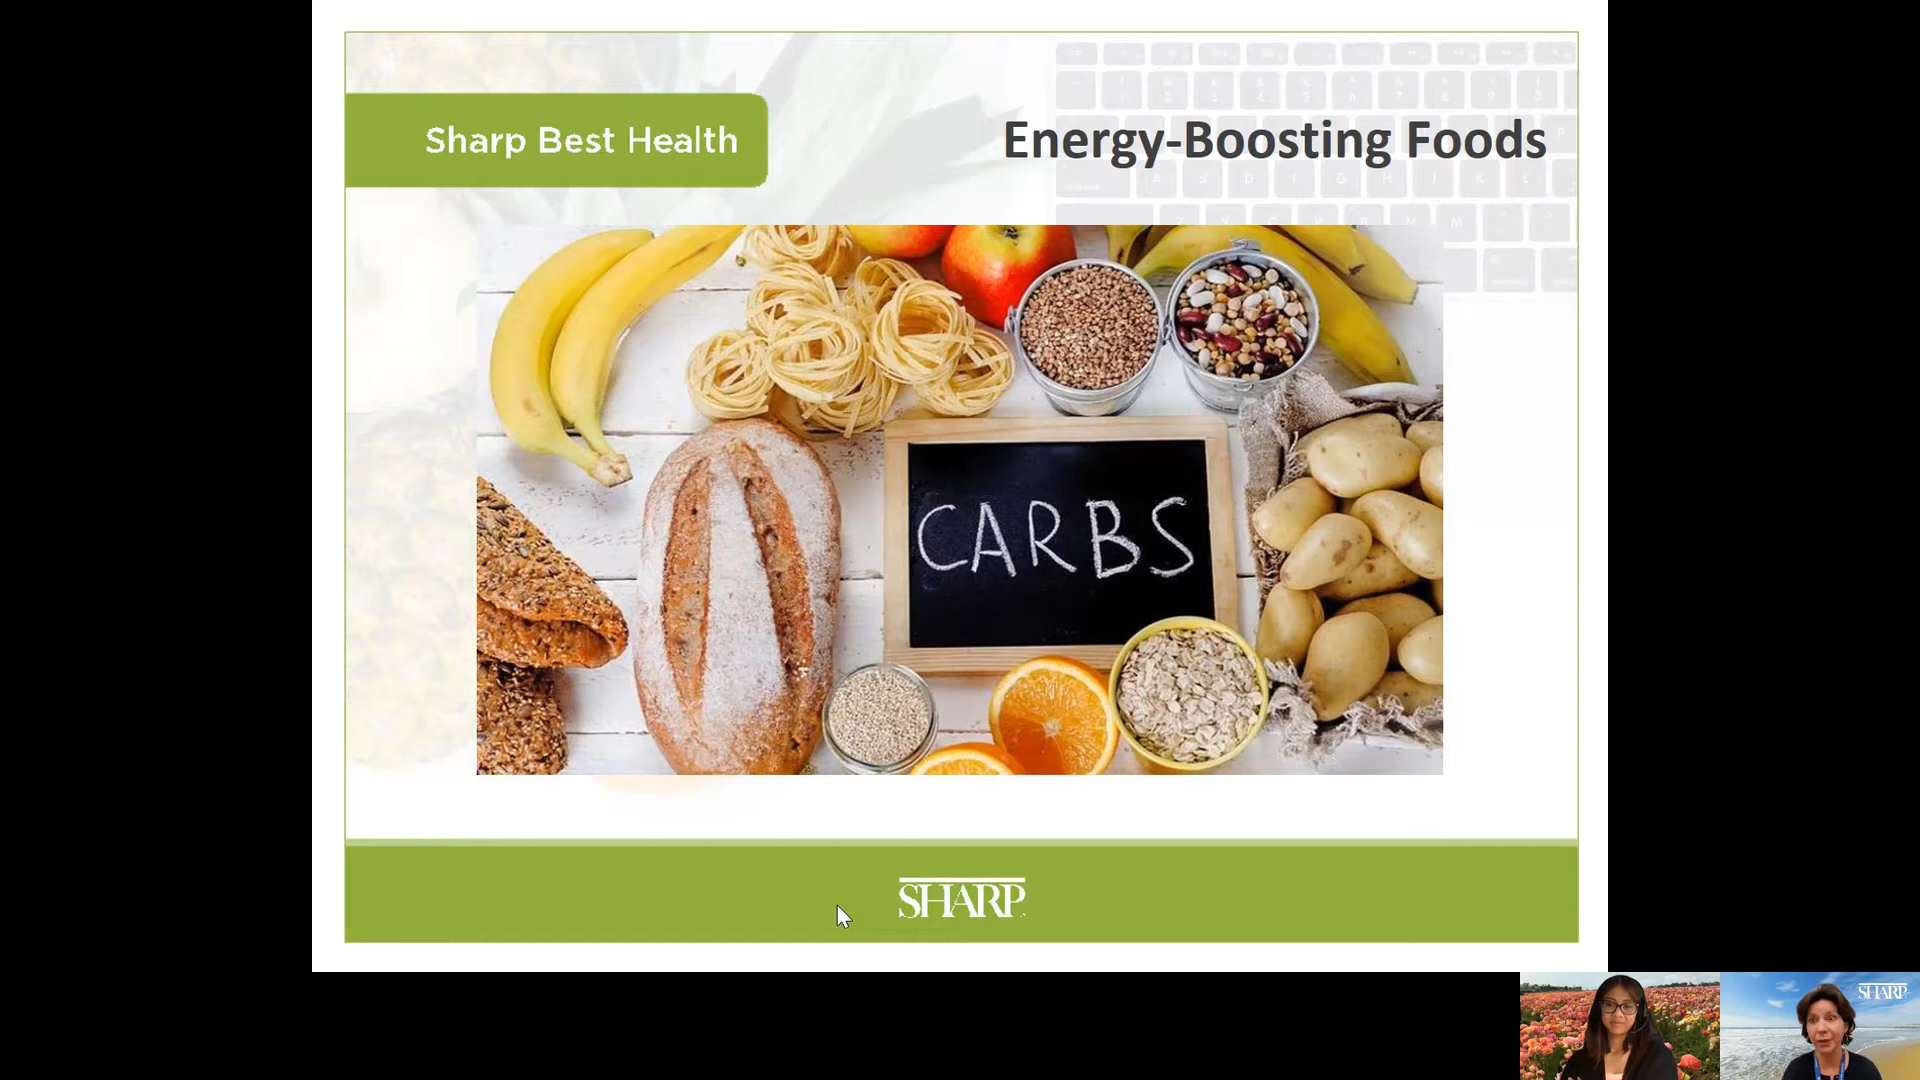 Sharp Best Health
Energy-Boosting Foods
CARBS
SHARP
SHARP